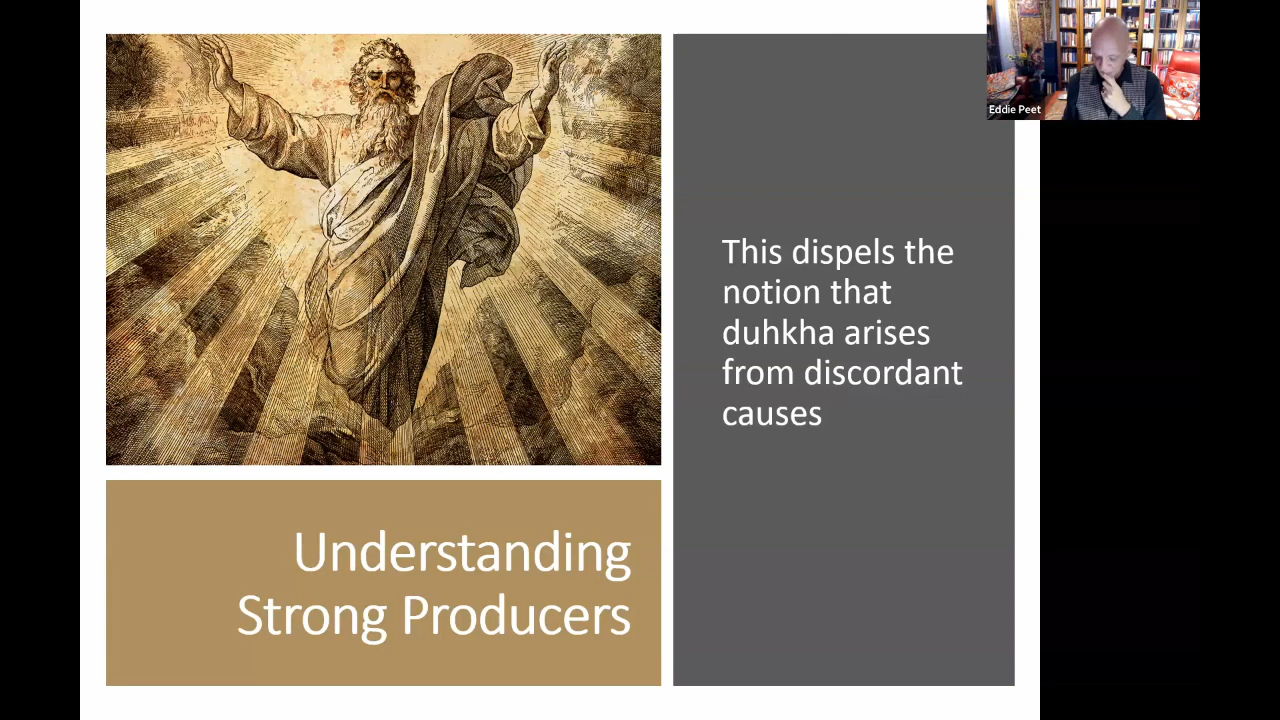 Eddie Peet
This dispels the
notion that
duhkha arises
from discordant
causes
Understanding
Strong Producers